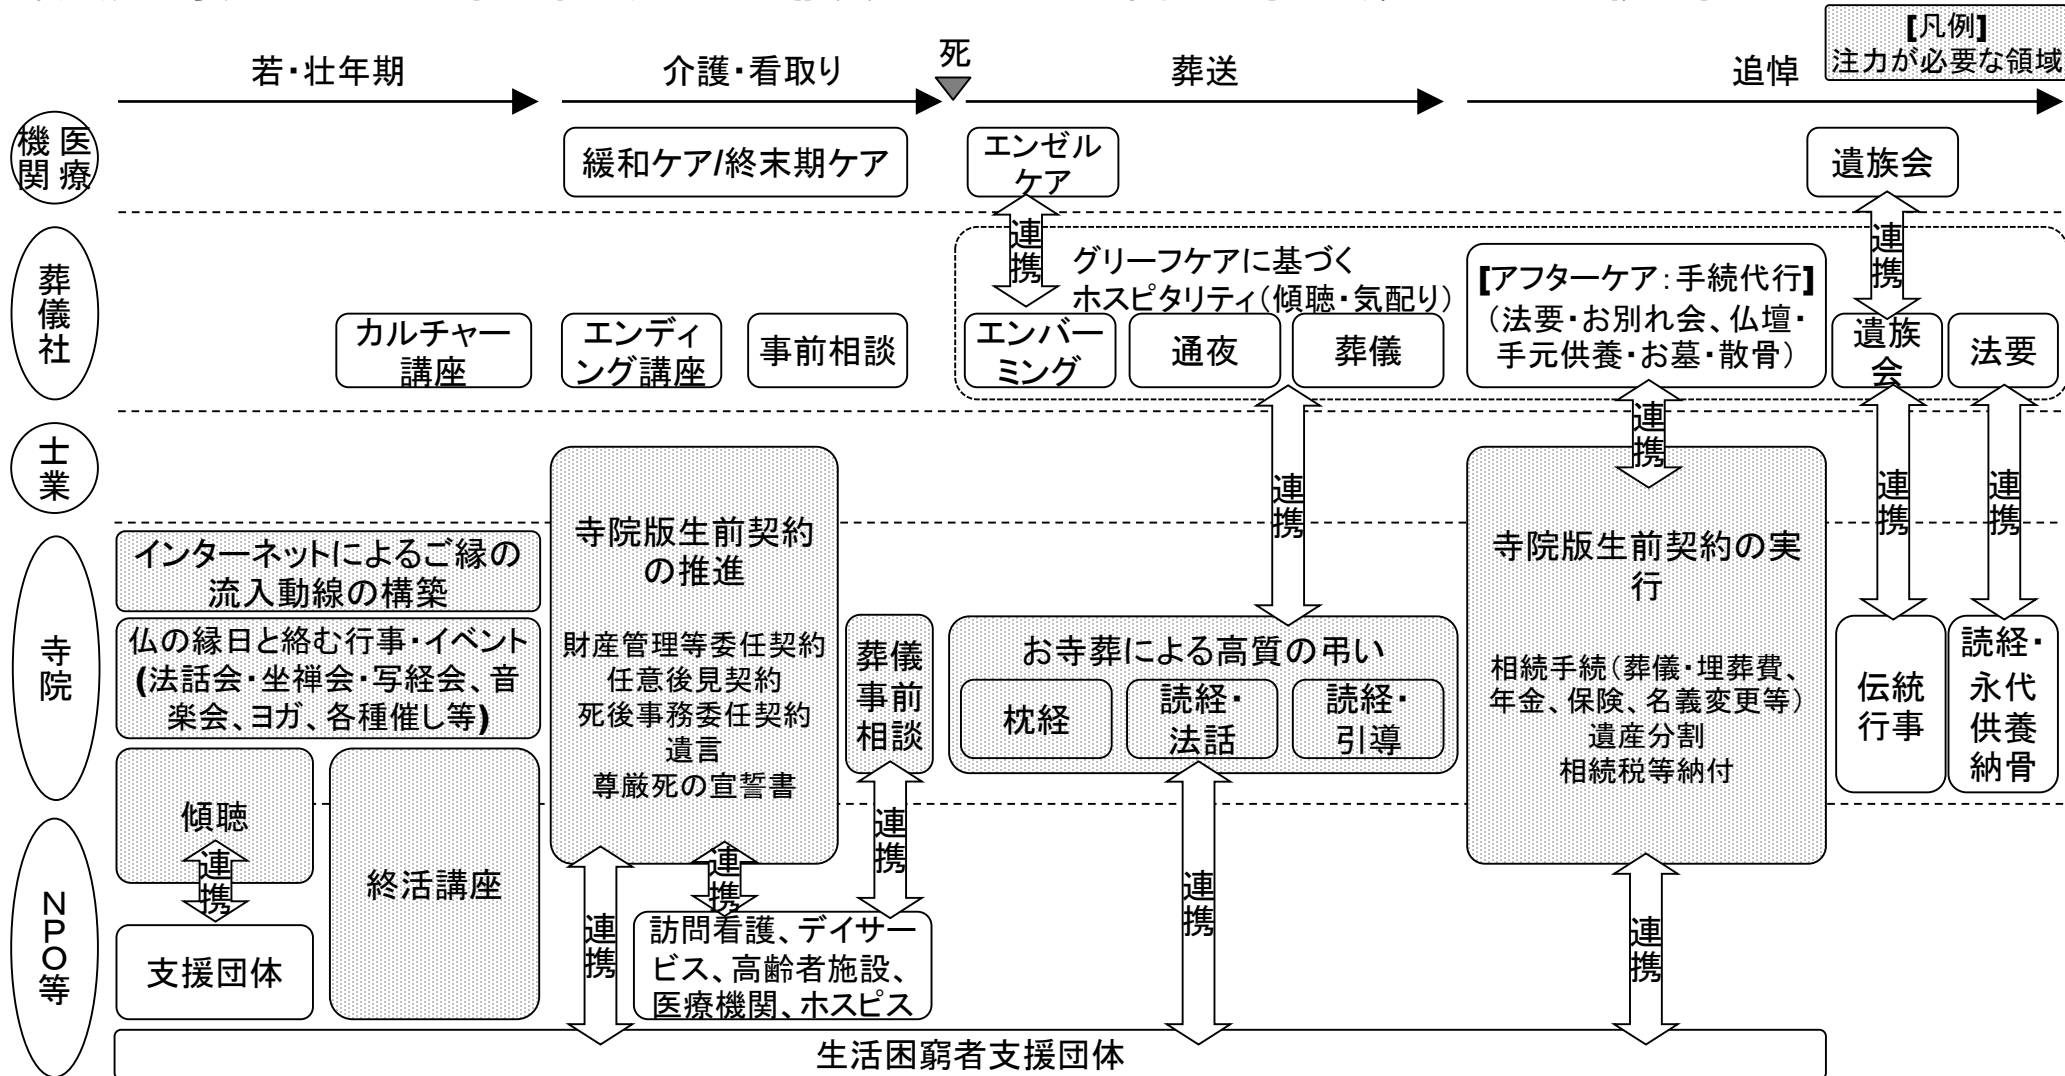 [凡例]
注力が必要な領域
若・壮年期
介護・看取り
死
葬送
追悼
医療
機関
緩和ケア/終末期ケア
エンゼル
ケア
遺族会
連携
連携
葬儀社
グリーフケアに基づく
ホスピタリティ(傾聴・気配り)
[アフターケア:手続代行]
(法要・お別れ会、仏壇・
手元供養・お墓・散骨)
カルチャー
講座
エンディ
ング講座
事前相談
エンバー
ミング
通夜
葬儀
遺族
会
法要
士業
連携
連携
連携
連携
寺院
インターネットによるご縁の
流入動線の構築
仏の縁日と絡む行事・イベント
(法話会・坐禅会・写経会、音
楽会、ヨガ、各種催し等)
寺院版生前契約
の推進
財産管理等委任契約
任意後見契約
死後事務委任契約
遺言
尊厳死の宣誓書
葬儀
事前
相談
お寺葬による高質の弔い
枕経
読経・
法話
読経・
引導
寺院版生前契約の実
行
相続手続(葬儀・埋葬費、
年金、保険、名義変更等)
遺産分割
相続税等納付
伝統
行事
読経・
永代
供養
納骨
傾聴
連携
終活講座
NPO等
支援団体
連携
連携
連携
連携
連携
訪問看護、デイサー
ビス、高齢者施設、
医療機関、ホスピス
生活困窮者支援団体